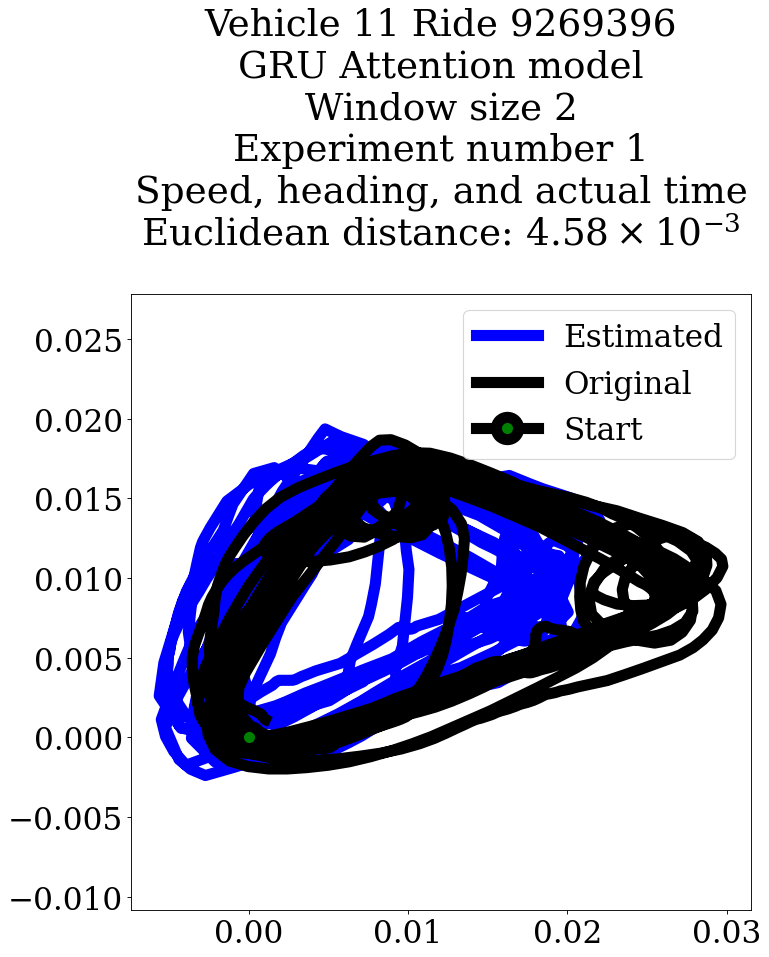 Vehicle 11 Ride 9269396
GRU Attention model
Window size 2
Experiment number 1
Speed, heading, and actual time
Euclidean distance: 4.58 × 10⁻³
Estimated
Original
Start
0.025
0.020
0.015
0.010
0.005
0.000
−0.005
−0.010
0.00 0.01 0.02 0.03